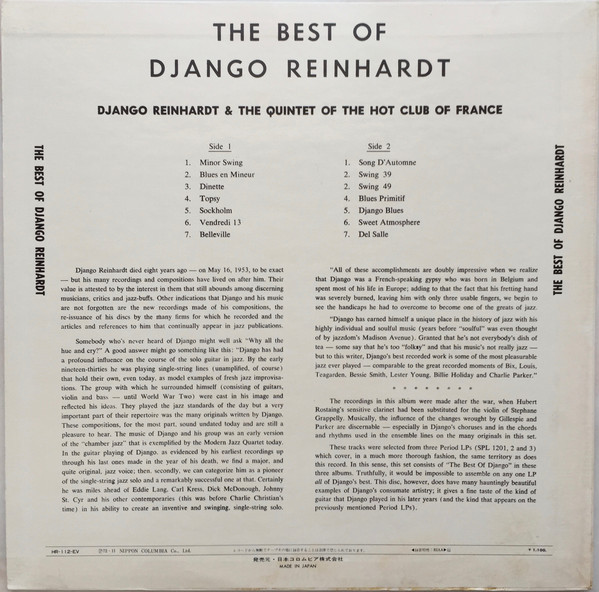 THE BEST OF
DJANGO REINHARDT
DJANGO REINHARDT & THE QUINTET OF THE HOT CLUB OF FRANCE
THE BEST OF DJANGO REINHARDT
Side 1
1. Minor Swing
2. Blues en Mineur
3. Dinette
4. Topsy
5. Sockholm
6. Vendredi 13
7. Belleville
Side 2
1. Song D'Automne
2. Swing 39
2. Swing 49
4. Blues Primitif
5. Django Blues
6. Sweet Atmosphere
7. Del Salle
THE BEST OF DJANGO REINHARDT
Django Reinhardt died eight years ago — on May 16, 1953, to be exact
— but his many recordings and compositions have lived on after him. Their
value is attested to by the interest in them that still abounds among discerning
musicians, critics and jazz-buffs. Other indications that Django and his music
are not forgotten are the new recordings made of his compositions, the
re-issuance of his discs by the many firms for which he recorded and the
articles and references to him that continually appear in jazz publications.
Somebody who's never heard of Django might well ask "Why all the
hue and cry?" A good answer might go something like this: "Django has had
a profound influence on the course of the solo guitar in jazz. By the early
nineteen-thirties he was playing single-string lines (unamplified, of course)
that hold their own, even today, as model examples of fresh jazz improvisa-
tions. The group with which he surrounded himself (consisting of guitars,
violin and bass — until World War Two) were cast in his image and
reflected his ideas. They played the jazz standards of the day but a very
important part of their repertoire was the many originals written by Django.
These compositions, for the most part, sound undated today and are still a
pleasure to hear. The music of Django and his group was an early version
of the "chamber jazz" that is exemplified by the Modern Jazz Quartet today.
In the guitar playing of Django, as evidenced by his earliest recordings up
through his last ones made in the year of his death, we find a major, and
quite original, jazz voice; then, secondly, we can categorize him as a pioneer
of the single-string jazz solo and a remarkably successful one at that. Certainly
he was miles ahead of Eddie Lang, Carl Kress, Dick McDonough, Johnny
St. Cyr and his other contemporaries (this was before Charlie Christian's
time) in his ability to create an inventive and swinging, single-string solo.
"All of these accomplishments are doubly impressive when we realize
that Django was a French-speaking gypsy who was born in Belgium and
spent most of his life in Europe; adding to that the fact that his fretting hand
was severely burned, leaving him with only three usable fingers, we begin to
see the handicaps he had to overcome to become one of the greats of jazz.
"Django has earned himself a unique place in the history of jazz with his
highly individual and soulful music (years before "soulful" was even thought
of by jazzdom's Madison Avenue). Granted that he's not everybody's dish of
tea — some say that he's too "folksy" and that his music's not really jazz —
but to this writer, Django's best recorded work is some of the most pleasurable
jazz ever played — comparable to the great recorded moments of Bix, Louis,
Teagarden, Bessie Smith, Lester Young, Billie Holiday and Charlie Parker."
* * * * * * * *
The recordings in this album were made after the war, when Hubert
Rostaing's sensitive clarinet had been substituted for the violin of Stephane
Grappelly. Musically, the influence of the changes wrought by Gillespie and
Parker are discernable — especially in Django's choruses and in the chords
and rhythms used in the ensemble lines on the many originals in this set.
These tracks were selected from three Period LPs (SPL 1201, 2 and 3)
which cover, in a much more thorough fashion, the same territory as does
this record. In this sense, this set consists of "The Best Of Django" in these
three albums. Truthfully, it would be impossible to assemble on any one LP
all of Django's best. This disc, however, does have many hauntingly beautiful
examples of Django's consumate artistry; it gives a fine taste of the kind of
guitar that Django played in his later years (and the kind that appears on the
previously mentioned Period LPs).
HR-112-EV
NIPPON COLUMBIA Co., Ltd.
発売元・日本コロムビア株式会社
MADE IN JAPAN